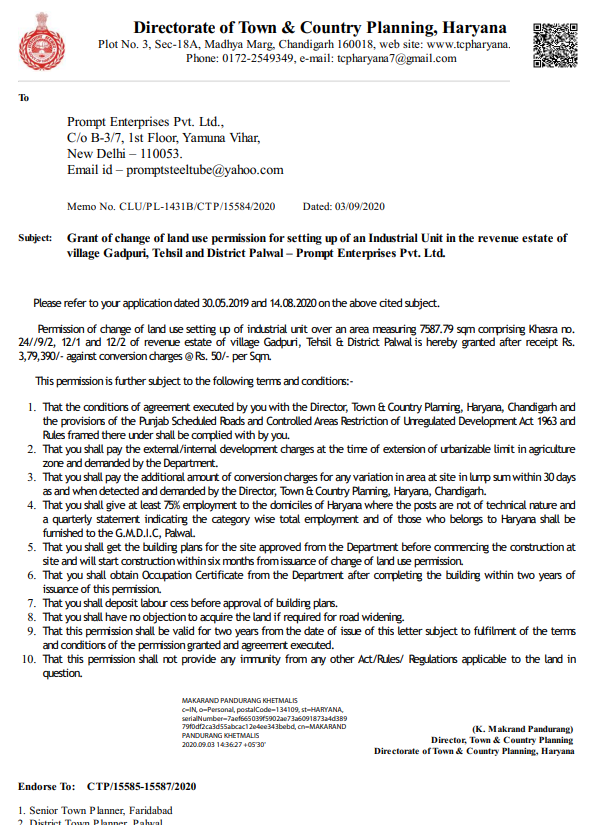 Directorate of Town & Country Planning, Haryana
Plot No. 3, Sec-18A, Madhya Marg, Chandigarh 160018, web site: www.tcpharyana.
Phone: 0172-2549349, e-mail: tcpharyana7@gmail.com
To
Prompt Enterprises Pvt. Ltd.,
C/o B-3/7, 1st Floor, Yamuna Vihar,
New Delhi – 110053.
Email id – promptsteeltube@yahoo.com
Memo No. CLU/PL-1431B/CTP/15584/2020 Dated: 03/09/2020
Subject: Grant of change of land use permission for setting up of an Industrial Unit in the revenue estate of
village Gadpuri, Tehsil and District Palwal – Prompt Enterprises Pvt. Ltd.
Please refer to your application dated 30.05.2019 and 14.08.2020 on the above cited subject.
Permission of change of land use setting up of industrial unit over an area measuring 7587.79 sqm comprising Khasra no.
24//9/2, 12/1 and 12/2 of revenue estate of village Gadpuri, Tehsil & District Palwal is hereby granted after receipt Rs.
3,79,390/- against conversion charges @ Rs. 50/- per Sqm.
This permission is further subject to the following terms and conditions:-
1. That the conditions of agreement executed by you with the Director, Town & Country Planning, Haryana, Chandigarh and
the provisions of the Punjab Scheduled Roads and Controlled Areas Restriction of Unregulated Development Act 1963 and
Rules framed there under shall be complied with by you.
2. That you shall pay the external/internal development charges at the time of extension of urbanizable limit in agriculture
zone and demanded by the Department.
3. That you shall pay the additional amount of conversion charges for any variation in area at site in lump sum within 30 days
as and when detected and demanded by the Director, Town & Country Planning, Haryana, Chandigarh.
4. That you shall give at least 75% employment to the domiciles of Haryana where the posts are not of technical nature and
a quarterly statement indicating the category wise total employment and of those who belongs to Haryana shall be
furnished to the G.M.D.I.C, Palwal.
5. That you shall get the building plans for the site approved from the Department before commencing the construction at
site and will start construction within six months from issuance of change of land use permission.
6. That you shall obtain Occupation Certificate from the Department after completing the building within two years of
issuance of this permission.
7. That you shall deposit labour cess before approval of building plans.
8. That you shall have no objection to acquire the land if required for road widening.
9. That this permission shall be valid for two years from the date of issue of this letter subject to fulfilment of the terms
and conditions of the permission granted and agreement executed.
10. That this permission shall not provide any immunity from any other Act/Rules/ Regulations applicable to the land in
question.
MAKARAND PANDURANG KHETMALIS
c=IN, o=Personal, postalCode=134109, st=HARYANA,
serialNumber=7aef665039f5902ae73a6091873a4d389
79f0df2ca3d55abcac12e4ee343bebd, cn=MAKARAND
PANDURANG KHETMALIS
2020.09.03 14:36:27 +05'30'
(K. Makrand Pandurang)
Director, Town & Country Planning
Directorate of Town & Country Planning, Haryana
Endorse To: CTP/15585-15587/2020
1. Senior Town Planner, Faridabad
2. District Town Planner, Palwal